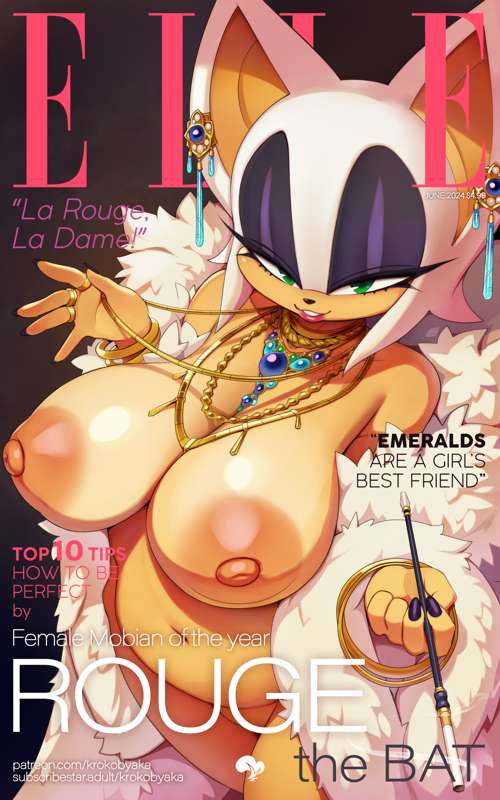 ELLE
JUNE 2024 $4.99
“La Rouge,
La Dame!”
"EMERALDS
ARE A GIRL'S
BEST FRIEND"
TOP 10 TIPS
HOW TO BE
PERFECT
by
Female Mobian of the year
ROUGE
the BAT
patreon.com/krokobyaka
subscribestar.adult/krokobyaka